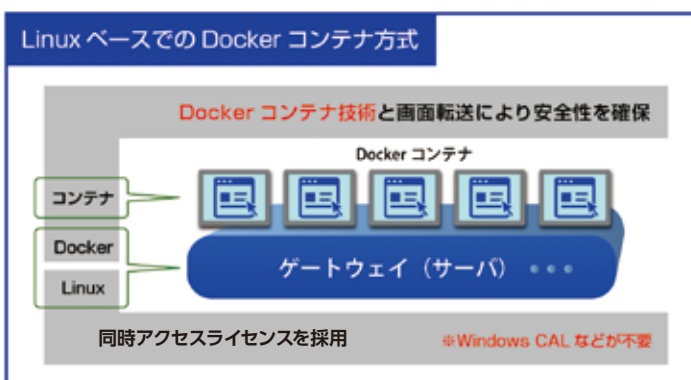 Linux ベースでの Docker コンテナ方式
Docker コンテナ技術と画面転送により安全性を確保
Docker コンテナ
コンテナ
Docker
Linux
ゲートウェイ（サーバ）・・・
同時アクセスライセンスを採用
※Windows CAL などが不要